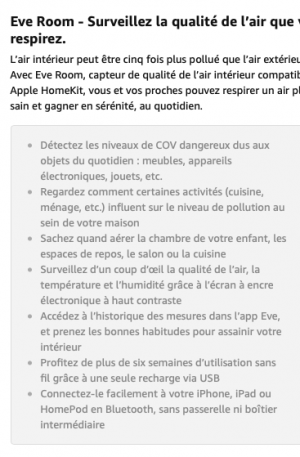 Eve Room - Surveillez la qualité de l'air que
respirez.
L'air intérieur peut être cinq fois plus pollué que l'air
Avec Eve Room, capteur de qualité de l'air intérieur
Apple HomeKit, vous et vos proches pouvez respirer un air
sain et gagner en sérénité, au quotidien.
• Détectez les niveaux de COV dangereux dus aux
objets du quotidien : meubles, appareils
électroniques, jouets, etc.
• Regardez comment certaines activités (cuisine,
ménage, etc.) influent sur le niveau de pollution au
sein de votre maison
• Sachez quand aérer la chambre de votre enfant, les
espaces de repos, le salon ou la cuisine
• Surveillez d'un coup d'œil la qualité de l'air, la
température et l'humidité grâce à l'écran à encre
électronique à haut contraste
• Accédez à l'historique des mesures dans l'app Eve,
et prenez les bonnes habitudes pour assainir votre
intérieur
• Profitez de plus de six semaines d'utilisation sans
fil grâce à une seule recharge via USB
• Connectez-le facilement à votre iPhone, iPad ou
HomePod en Bluetooth, sans passerelle ni boîtier
intermédiaire